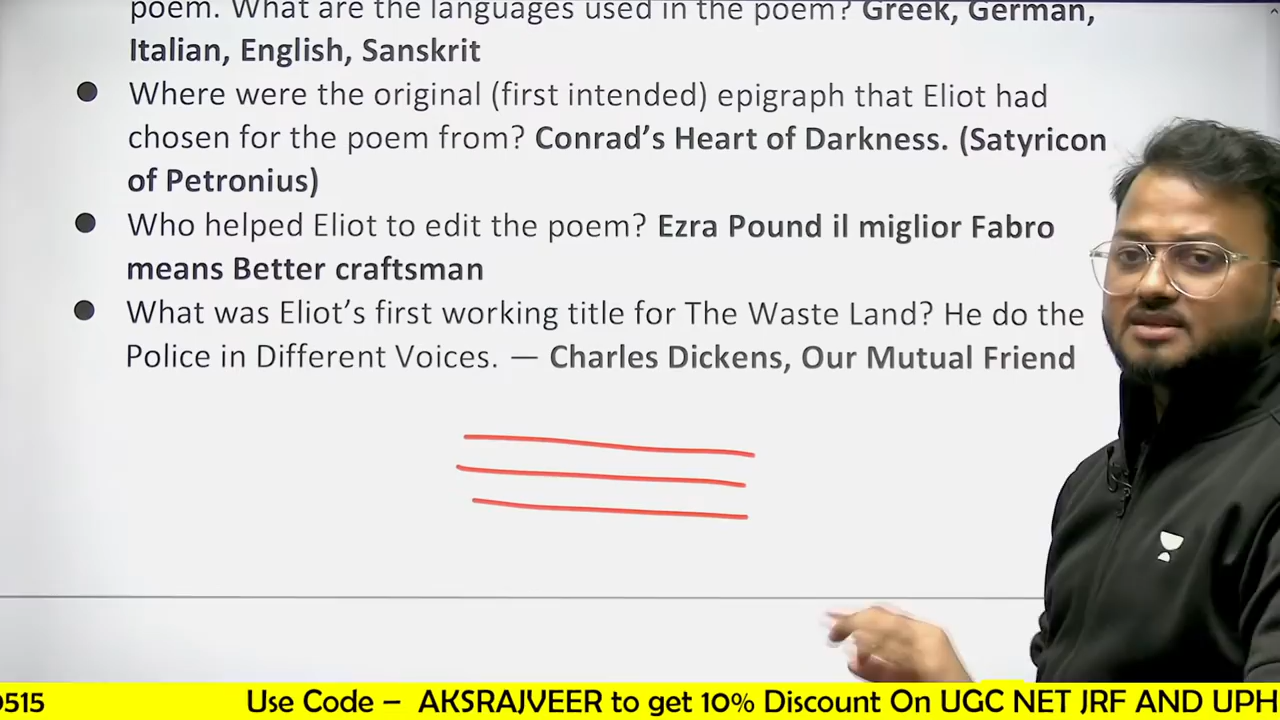 poem. What are the languages used in the poem? Greek, German,
Italian, English, Sanskrit
● Where were the original (first intended) epigraph that Eliot had
chosen for the poem from? Conrad’s Heart of Darkness. (Satyricon
of Petronius)
● Who helped Eliot to edit the poem? Ezra Pound il miglior Fabro
means Better craftsman
● What was Eliot’s first working title for The Waste Land? He do the
Police in Different Voices. — Charles Dickens, Our Mutual Friend
515 Use Code – AKSRAJVEER to get 10% Discount On UGC NET JRF AND UPH